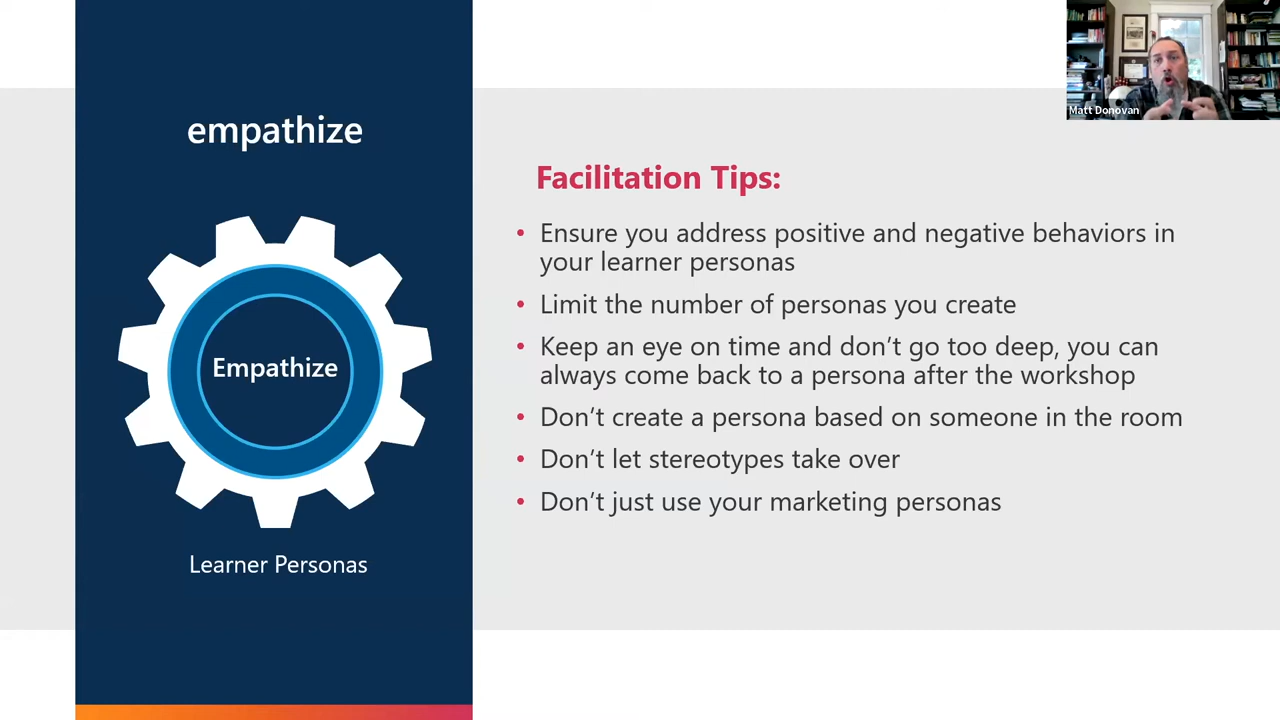 Matt Donovan
empathize
Empathize
Learner Personas
Facilitation Tips:
• Ensure you address positive and negative behaviors in
your learner personas
• Limit the number of personas you create
• Keep an eye on time and don’t go too deep, you can
always come back to a persona after the workshop
• Don’t create a persona based on someone in the room
• Don’t let stereotypes take over
• Don’t just use your marketing personas